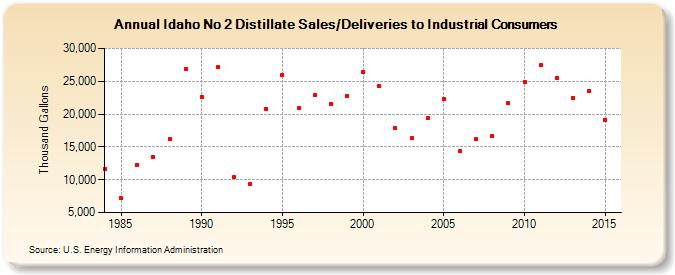 Annual Idaho No 2 Distillate Sales/Deliveries to Industrial Consumers
Thousand Gallons
30,000
25,000
20,000
15,000
10,000
5,000
1985 1990 1995 2000 2005 2010 2015
Source: U.S. Energy Information Administration